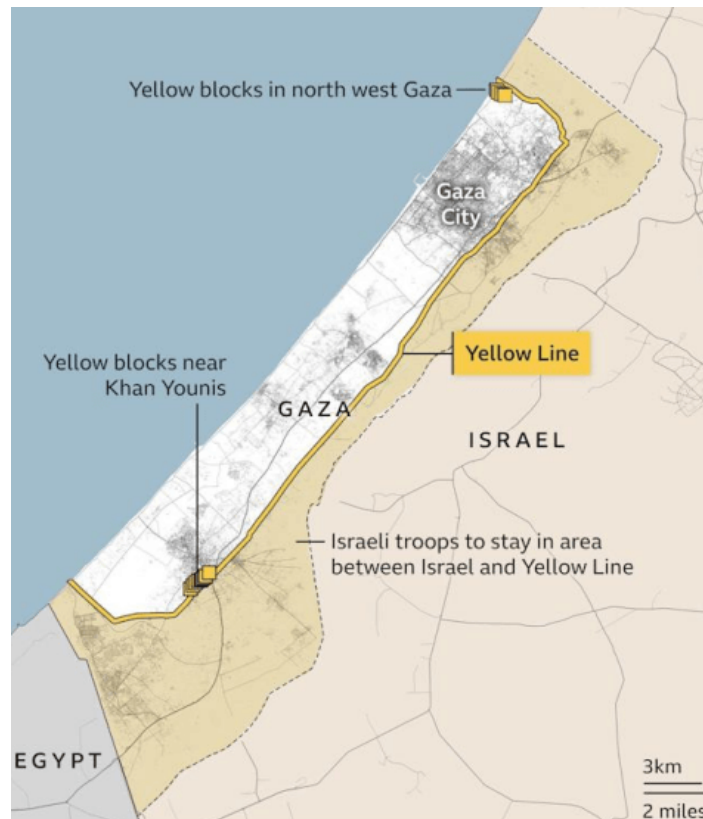 Yellow blocks in north west Gaza
Gaza
City
Yellow Line
Yellow blocks near
Khan Younis
GAZA
ISRAEL
Israeli troops to stay in area
between Israel and Yellow Line
EGYPT
3km
2 miles